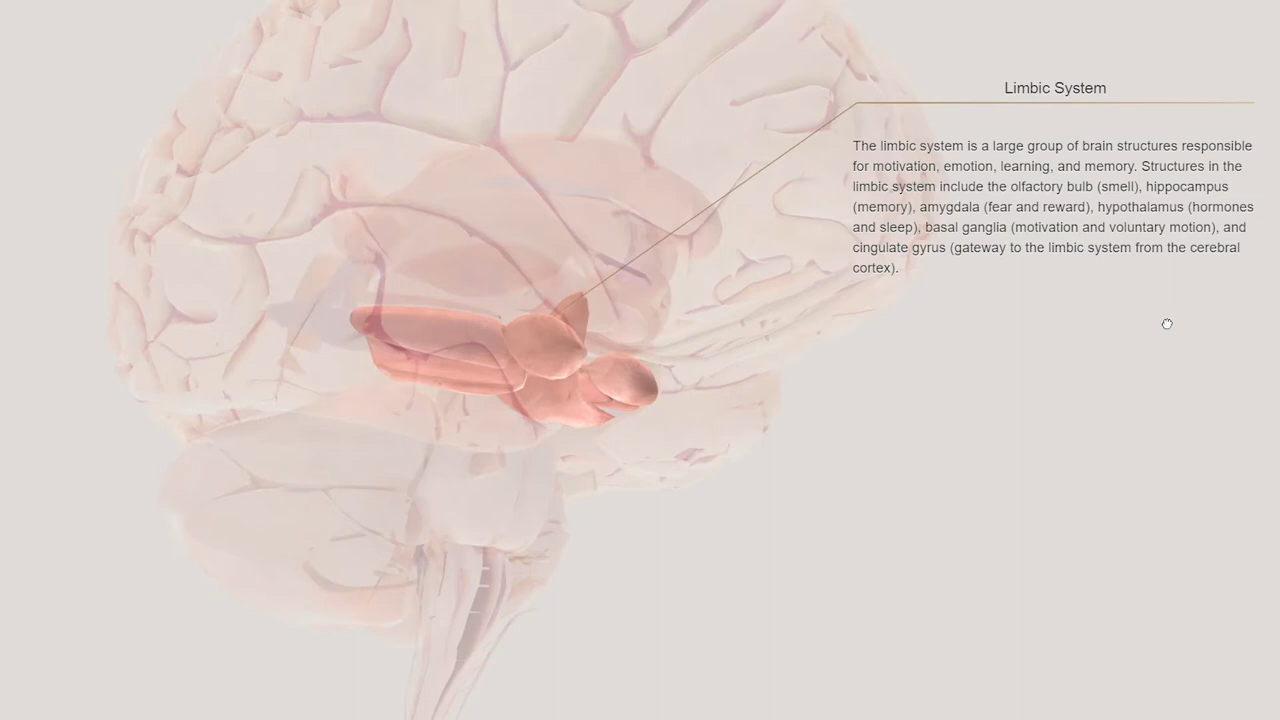 Limbic System
The limbic system is a large group of brain structures responsible
for motivation, emotion, learning, and memory. Structures in the
limbic system include the olfactory bulb (smell), hippocampus
(memory), amygdala (fear and reward), hypothalamus (hormones
and sleep), basal ganglia (motivation and voluntary motion), and
cingulate gyrus (gateway to the limbic system from the cerebral
cortex).